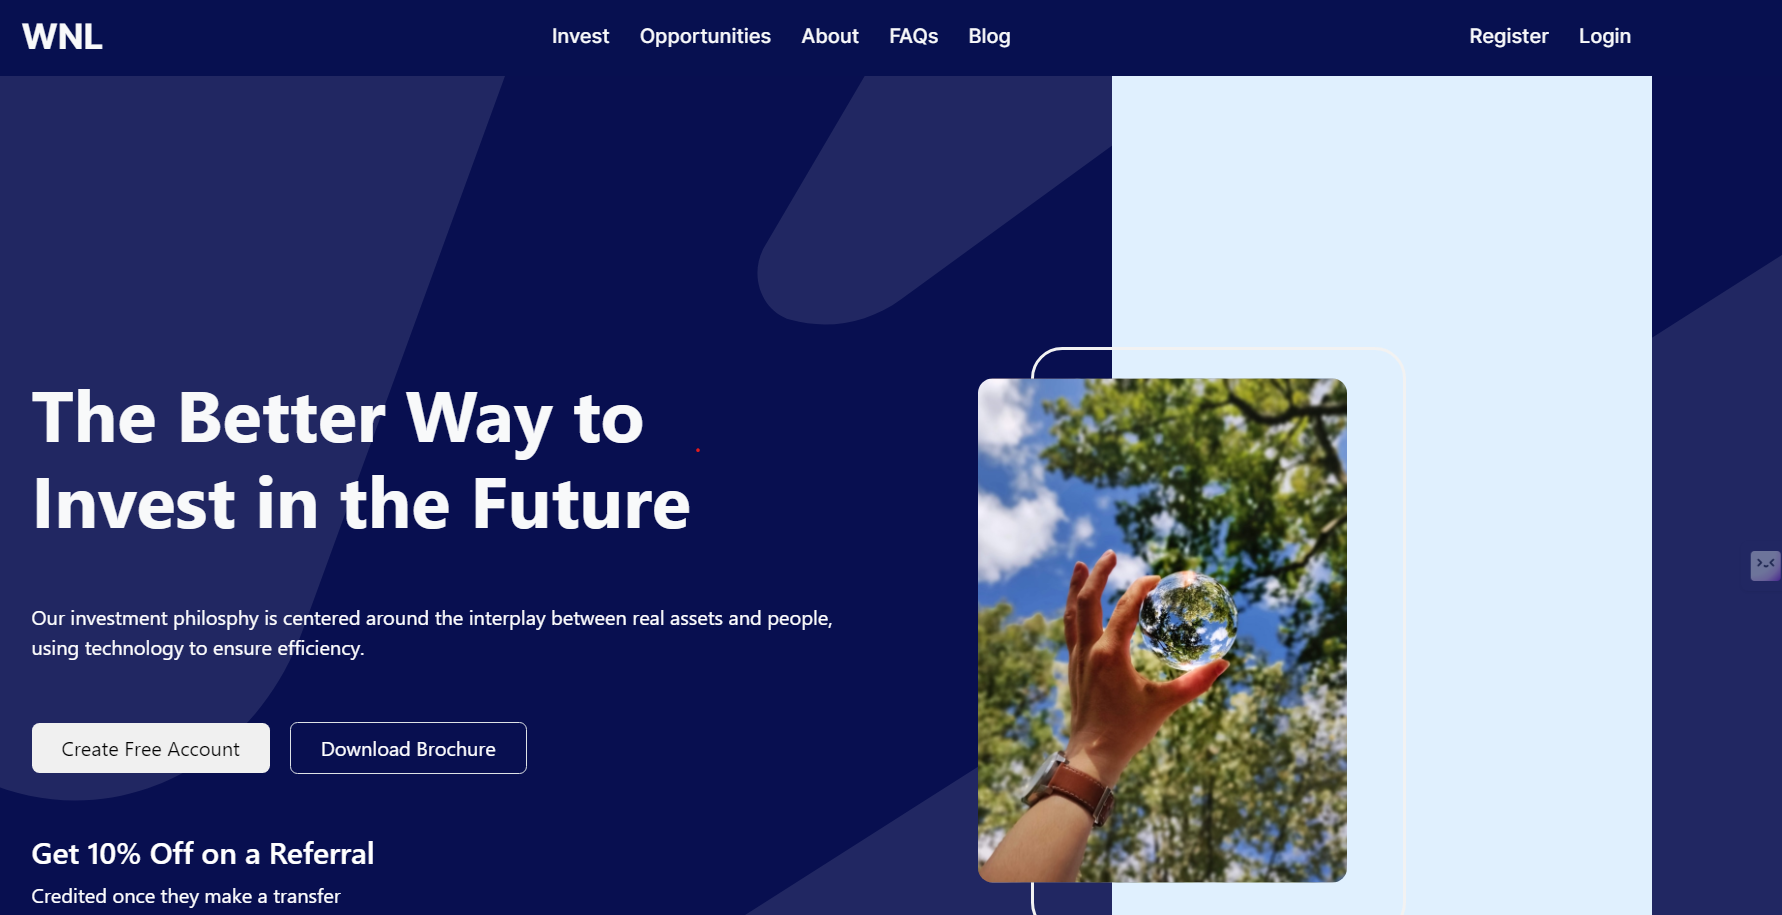 WNL
Invest Opportunities About FAQs Blog
Register Login
The Better Way to
Invest in the Future
Our investment philosphy is centered around the interplay between real assets and people,
using technology to ensure efficiency.
Create Free Account
Download Brochure
Get 10% Off on a Referral
Credited once they make a transfer